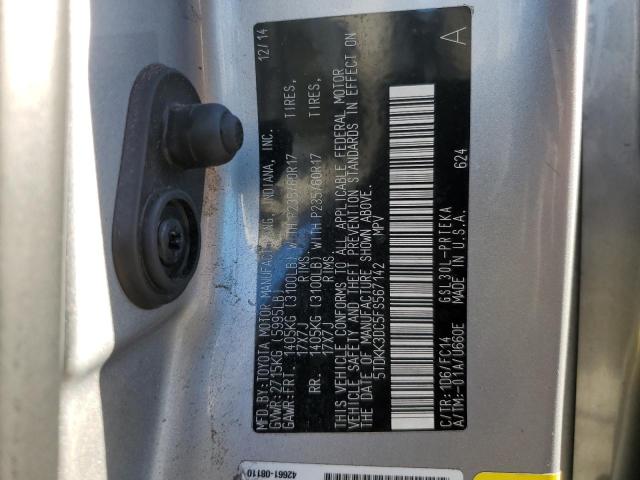 MFD.BY:TOYOTA MOTOR MANUFACTURING, INDIANA, INC. 12/14
GVWR:2715KG (5995LB)
GAWR:FRT. 1405KG (3100LB) WITH P235/60R17 TIRES,
17X7J RIMS.
RR. 1405KG (3100LB) WITH P235/60R17 TIRES,
17X7J RIMS.
THIS VEHICLE CONFORMS TO ALL APPLICABLE FEDERAL MOTOR
VEHICLE SAFETY AND THEFT PREVENTION STANDARDS IN EFFECT ON
THE DATE OF MANUFACTURE SHOWN ABOVE.
5TDKK3DC5FS567142 MPV
A
C/TR:1D6/FC14 GSL30L-PRTEKA 624
A/TM:-01A/U660E MADE IN U.S.A.
42661-08110